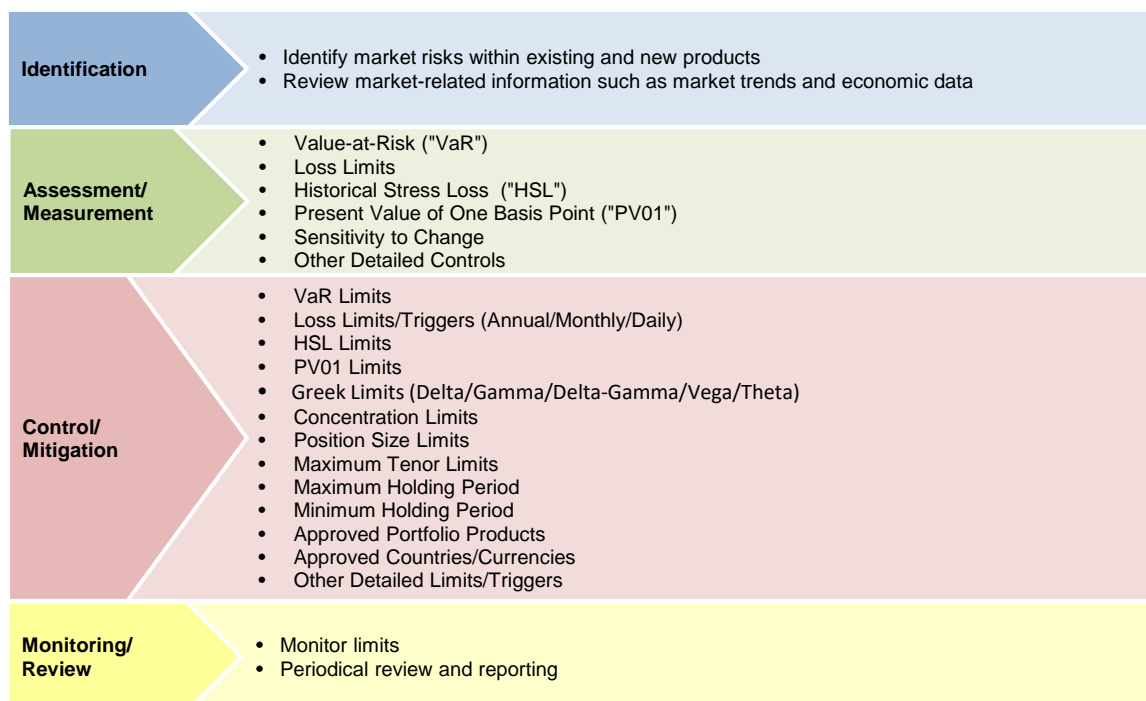 Identification
• Identify market risks within existing and new products
• Review market-related information such as market trends and economic data
Assessment/
Measurement
• Value-at-Risk ("VaR")
• Loss Limits
• Historical Stress Loss ("HSL")
• Present Value of One Basis Point ("PV01")
• Sensitivity to Change
• Other Detailed Controls
Control/
Mitigation
• VaR Limits
• Loss Limits/Triggers (Annual/Monthly/Daily)
• HSL Limits
• PV01 Limits
• Greek Limits (Delta/Gamma/Delta-Gamma/Vega/Theta)
• Concentration Limits
• Position Size Limits
• Maximum Tenor Limits
• Maximum Holding Period
• Minimum Holding Period
• Approved Portfolio Products
• Approved Countries/Currencies
• Other Detailed Limits/Triggers
Monitoring/
Review
• Monitor limits
• Periodical review and reporting